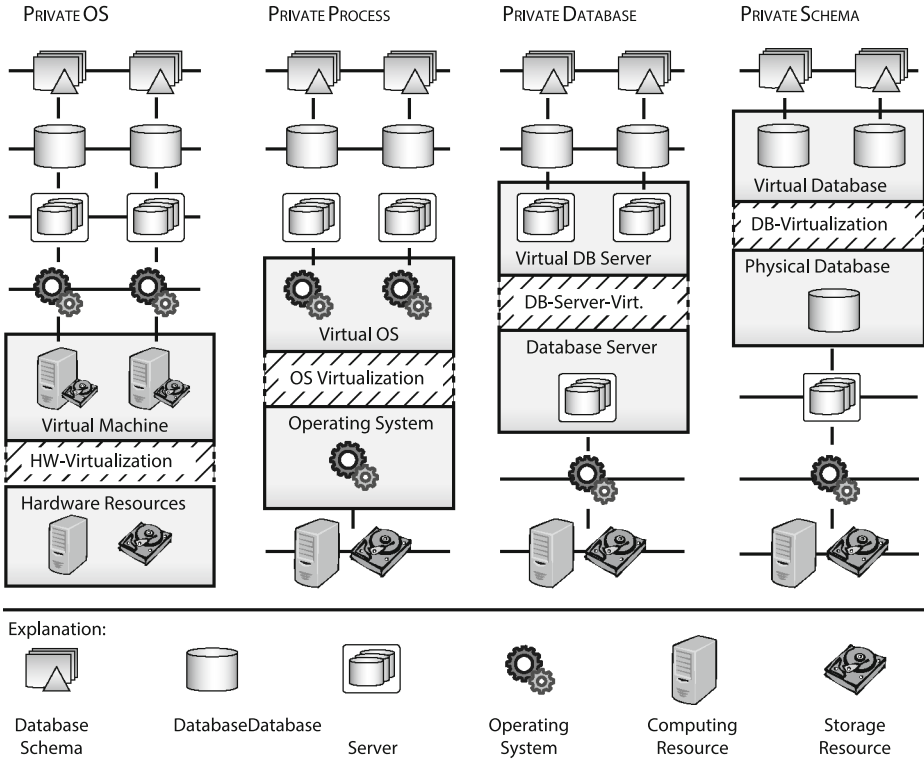 PRIVATE OS
PRIVATE PROCESS
PRIVATE DATABASE
PRIVATE SCHEMA
Virtual Machine
HW-Virtualization
Hardware Resources
Virtual OS
OS Virtualization
Operating System
Virtual DB Server
DB-Server-Virt.
Database Server
Virtual Database
DB-Virtualization
Physical Database
Explanation:
Database
Schema
DatabaseDatabase
Server
Operating
System
Computing
Resource
Storage
Resource